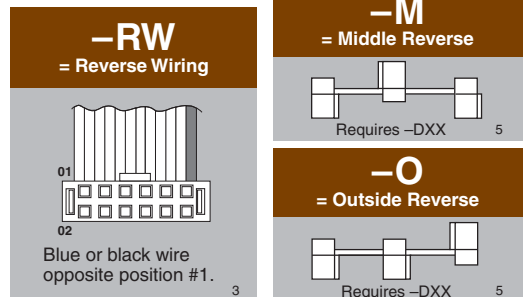 –RW
= Reverse Wiring
01
02
Blue or black wire
opposite position #1.
3
–M
= Middle Reverse
Requires –DXX
5
–O
= Outside Reverse
Requires –DXX
5